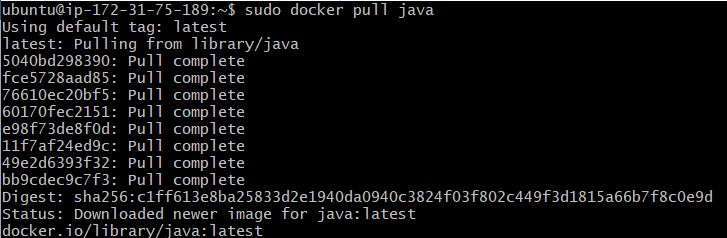 ubuntu@ip-172-31-75-189:~$ sudo docker pull java
Using default tag: latest
latest: Pulling from library/java
5040bd298390: Pull complete
fce5728aad85: Pull complete
76610ec20bf5: Pull complete
60170fec2151: Pull complete
e98f73de8f0d: Pull complete
11f7af24ed9c: Pull complete
49e2d6393f32: Pull complete
bb9cdec9c7f3: Pull complete
Digest: sha256:c1ff613e8ba25833d2e1940da0940c3824f03f802c449f3d1815a66b7f8c0e9d
Status: Downloaded newer image for java:latest
docker.io/library/java:latest